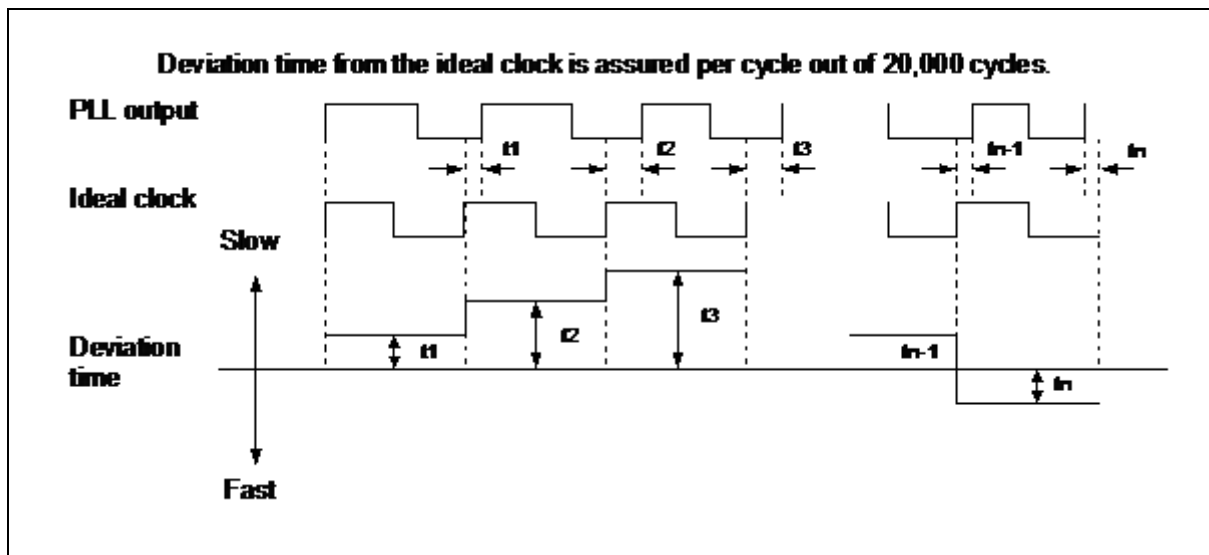 Deviation time from the ideal clock is assured per cycle out of 20,000 cycles.
PLL output
t1
t2
t3
tn-1
tn
Ideal clock
Slow
t1
t2
t3
tn-1
tn
Deviation
time
Fast